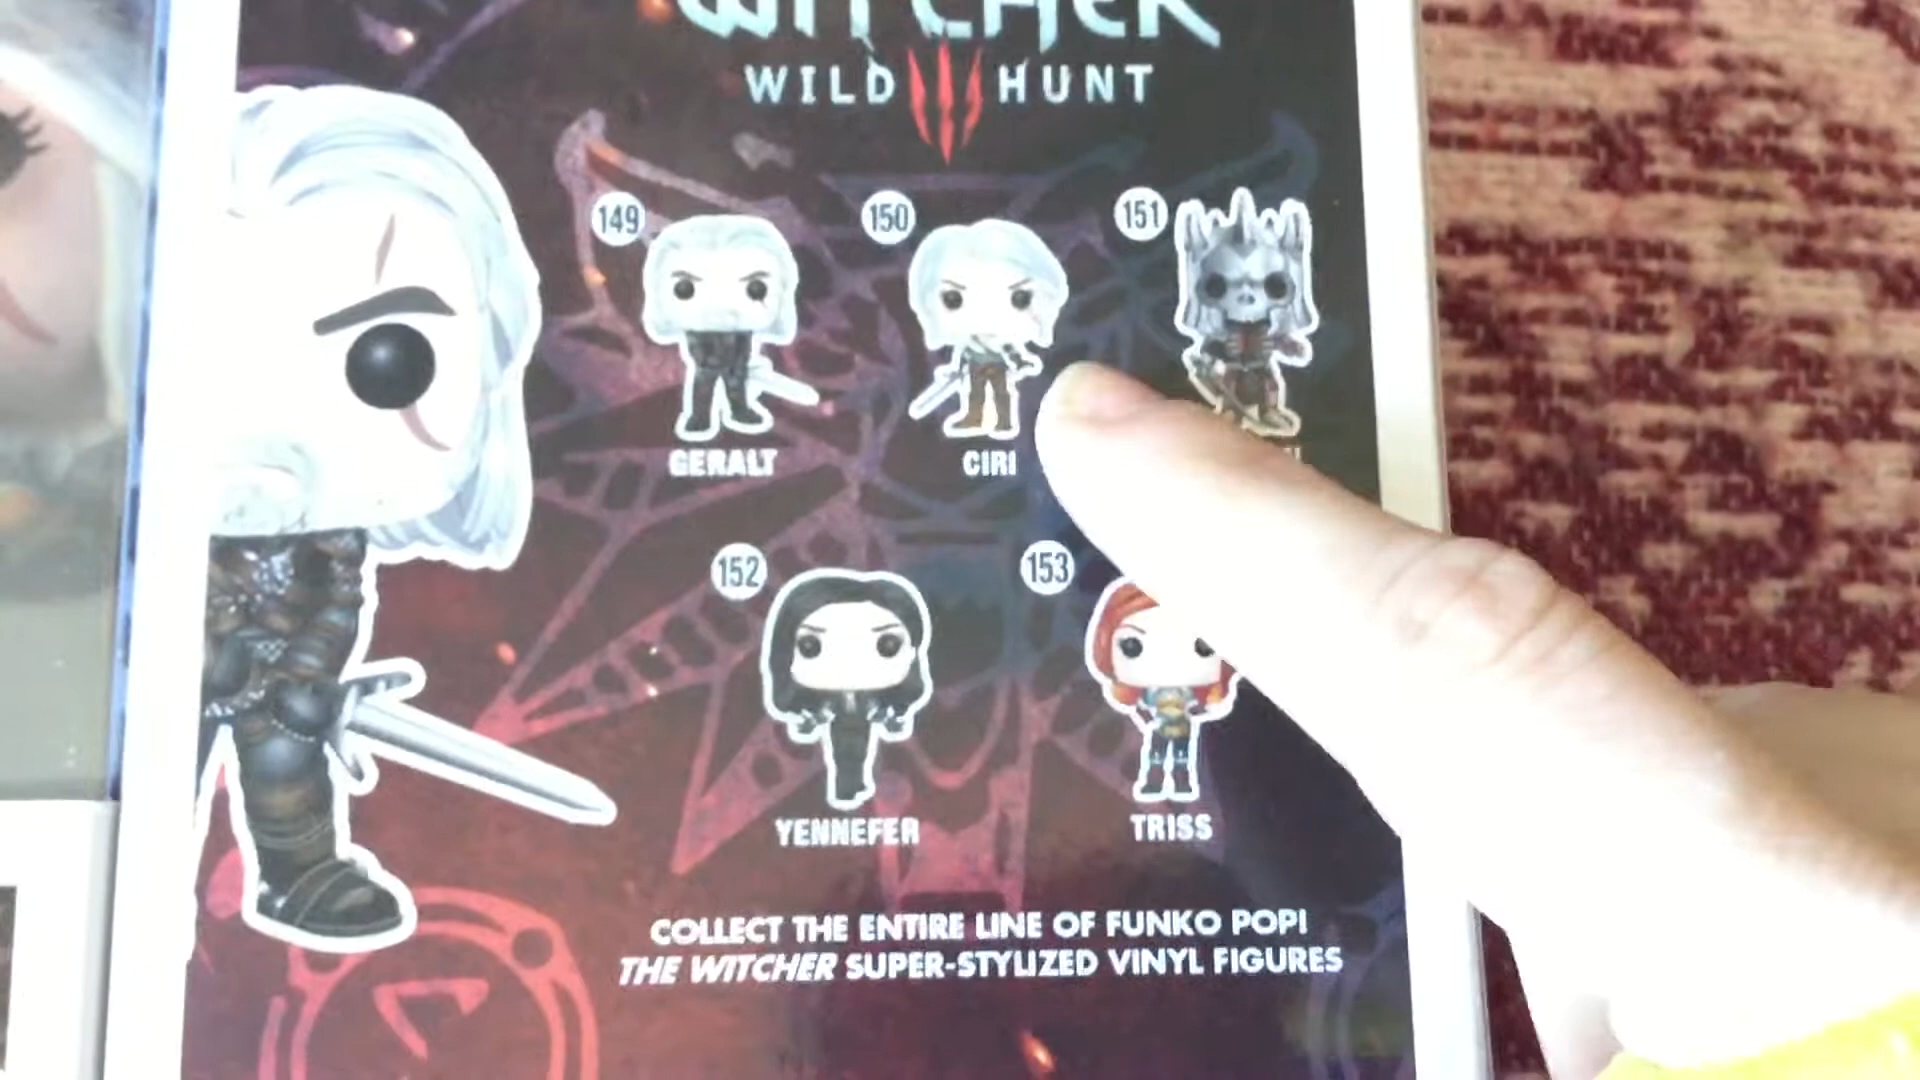 WITCHER
WILD HUNT
149 150 151
GERALT CIRI
152 153
YENNEFER TRISS
COLLECT THE ENTIRE LINE OF FUNKO POP!
THE WITCHER SUPER-STYLIZED VINYL FIGURES